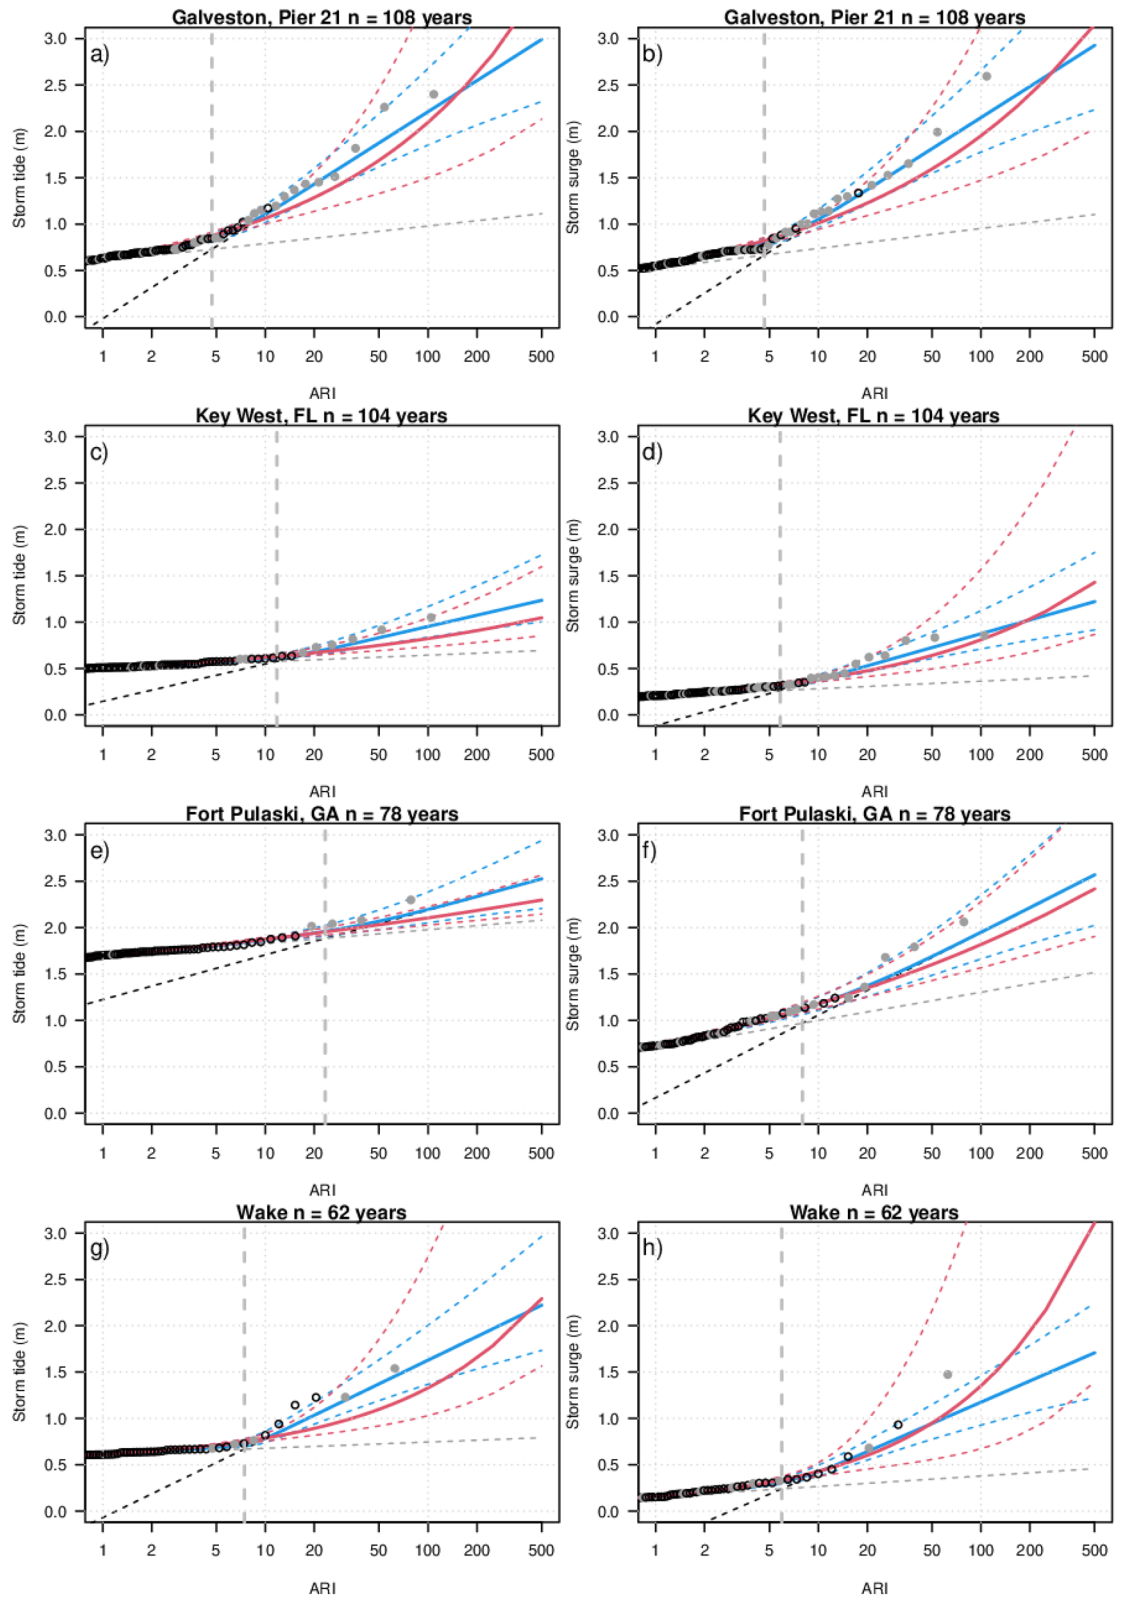 Galveston, Pier 21 n = 108 years
Galveston, Pier 21 n = 108 years
a)
b)
Storm tide (m)
Storm surge (m)
3.0
2.5
2.0
1.5
1.0
0.5
0.0
3.0
2.5
2.0
1.5
1.0
0.5
0.0
1 2 5 10 20 50 100 200 500
1 2 5 10 20 50 100 200 500
ARI
ARI
Key West, FL n = 104 years
Key West, FL n = 104 years
c)
d)
Storm tide (m)
Storm surge (m)
3.0
2.5
2.0
1.5
1.0
0.5
0.0
3.0
2.5
2.0
1.5
1.0
0.5
0.0
1 2 5 10 20 50 100 200 500
1 2 5 10 20 50 100 200 500
ARI
ARI
Fort Pulaski, GA n = 78 years
Fort Pulaski, GA n = 78 years
e)
f)
Storm tide (m)
Storm surge (m)
3.0
2.5
2.0
1.5
1.0
0.5
0.0
3.0
2.5
2.0
1.5
1.0
0.5
0.0
1 2 5 10 20 50 100 200 500
1 2 5 10 20 50 100 200 500
ARI
ARI
Wake n = 62 years
Wake n = 62 years
g)
h)
Storm tide (m)
Storm surge (m)
3.0
2.5
2.0
1.5
1.0
0.5
0.0
3.0
2.5
2.0
1.5
1.0
0.5
0.0
1 2 5 10 20 50 100 200 500
1 2 5 10 20 50 100 200 500
ARI
ARI